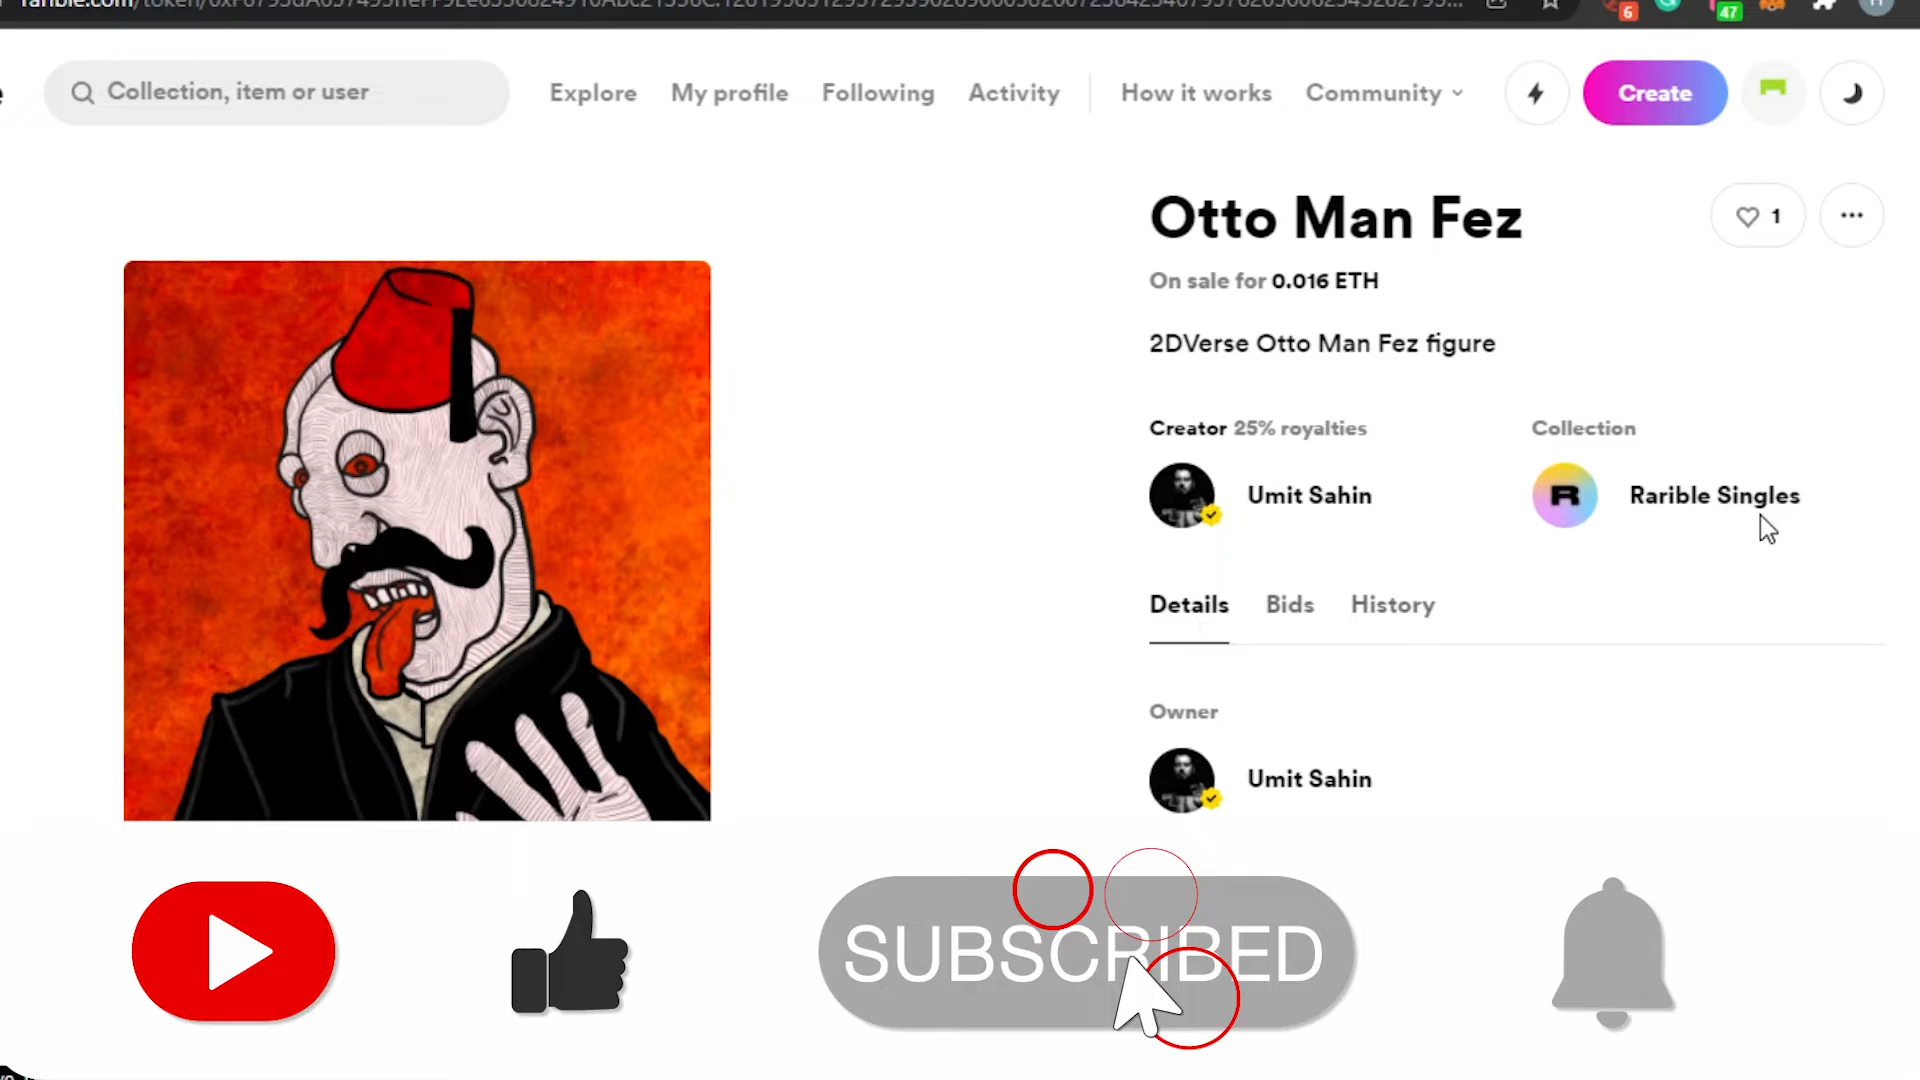 6
47
Collection, item or user
Explore
My profile
Following
Activity
How it works
Community
Create
Otto Man Fez
1
On sale for 0.016 ETH
2DVerse Otto Man Fez figure
Creator 25% royalties
Collection
Umit Sahin
R
Rarible Singles
Details
Bids
History
Owner
Umit Sahin
SUBSCRIBED